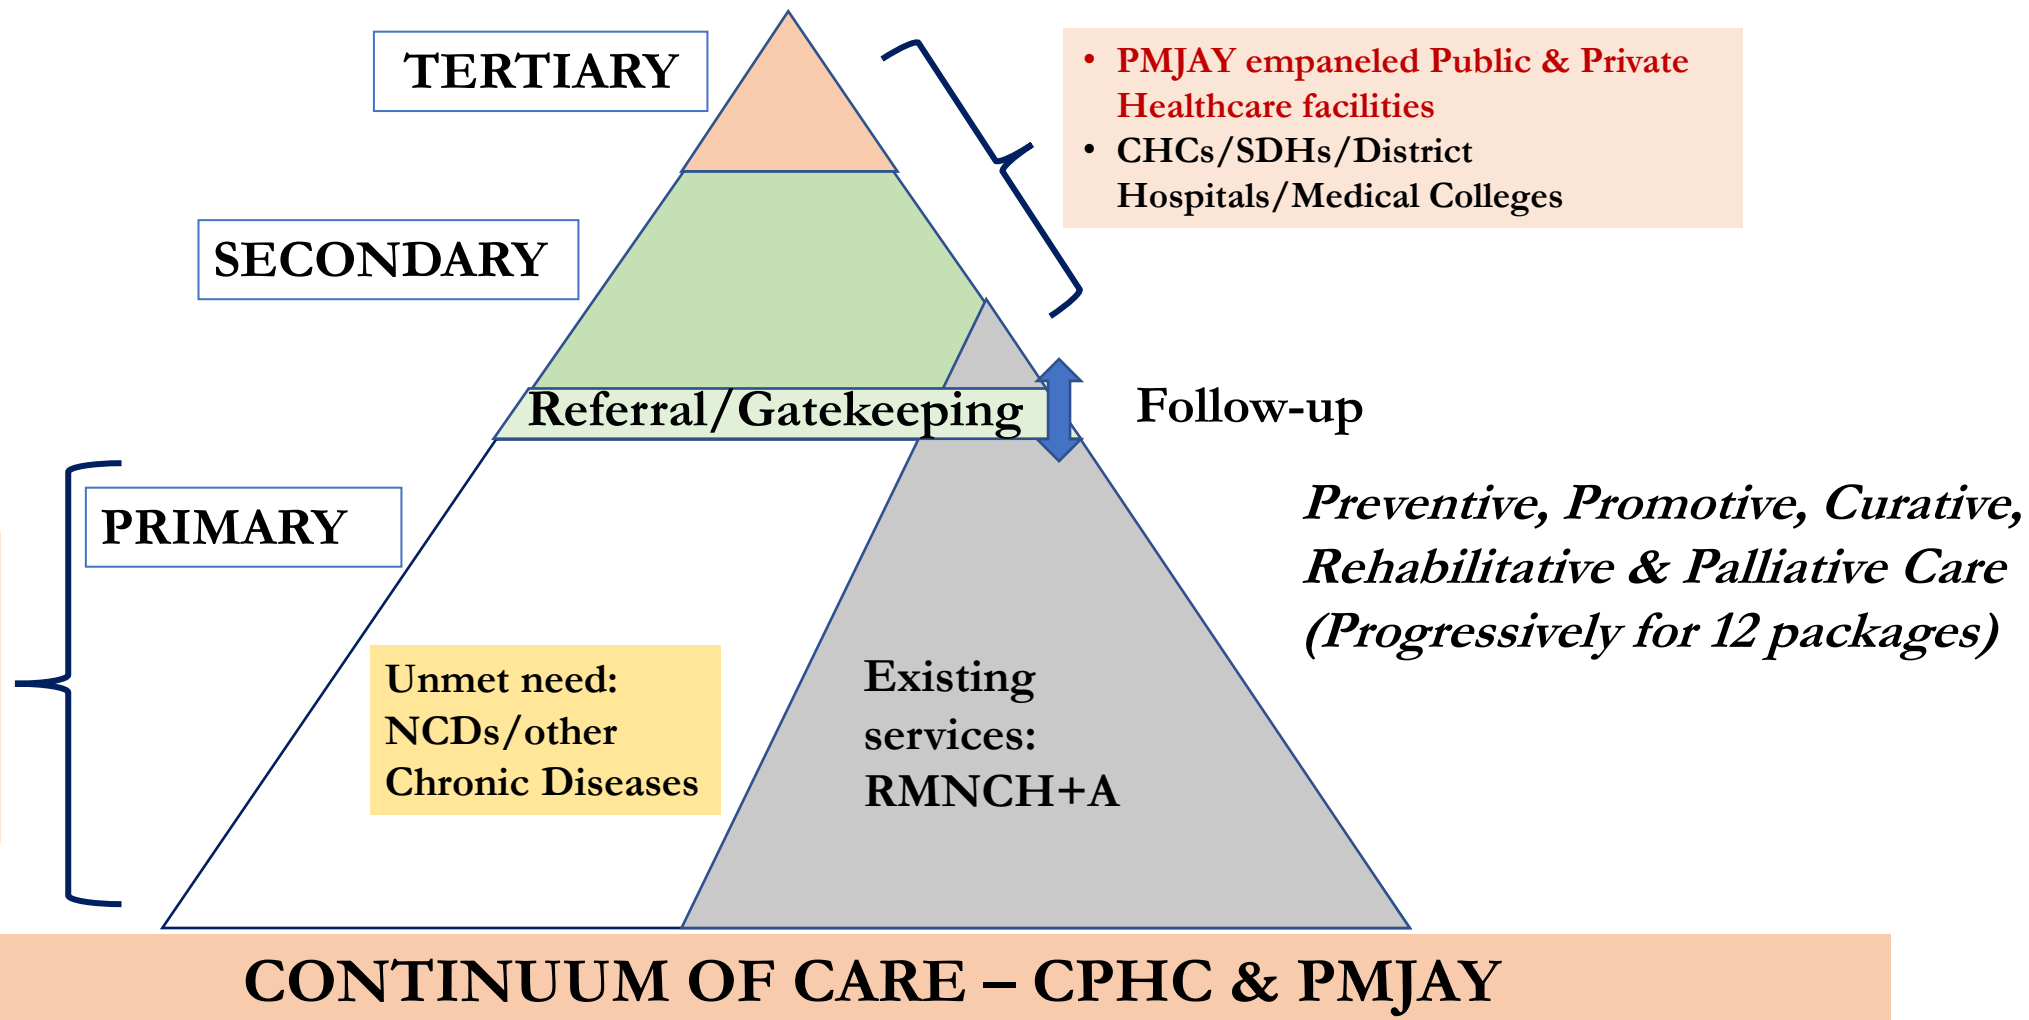 TERTIARY
• PMJAY empaneled Public & Private
Healthcare facilities
• CHCs/SDHs/District
Hospitals/Medical Colleges
SECONDARY
Referral/Gatekeeping
Follow-up
PRIMARY
Preventive, Promotive, Curative,
Rehabilitative & Palliative Care
(Progressively for 12 packages)
Unmet need:
NCDs/other
Chronic Diseases
Existing
services:
RMNCH+A
CONTINUUM OF CARE – CPHC & PMJAY